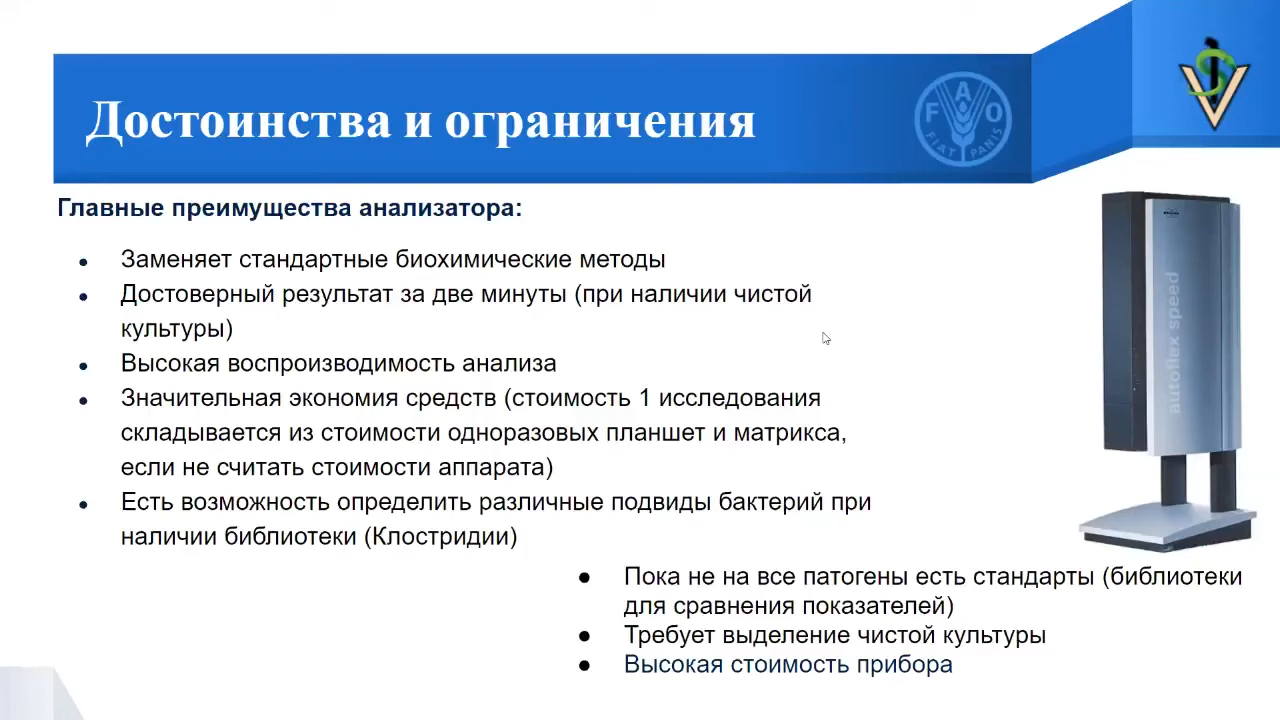 Достоинства и ограничения
F A O
FIAT PANIS
Главные преимущества анализатора:
● Заменяет стандартные биохимические методы
● Достоверный результат за две минуты (при наличии чистой
культуры)
● Высокая воспроизводимость анализа
● Значительная экономия средств (стоимость 1 исследования
складывается из стоимости одноразовых планшет и матрикса,
если не считать стоимости аппарата)
● Есть возможность определить различные подвиды бактерий при
наличии библиотеки (Клостридии)
autoflex speed
● Пока не на все патогены есть стандарты (библиотеки
для сравнения показателей)
● Требует выделение чистой культуры
● Высокая стоимость прибора